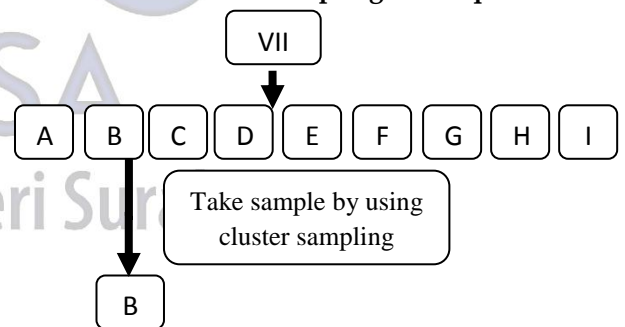 VII
A B C D E F G H I
Take sample by using
cluster sampling
B